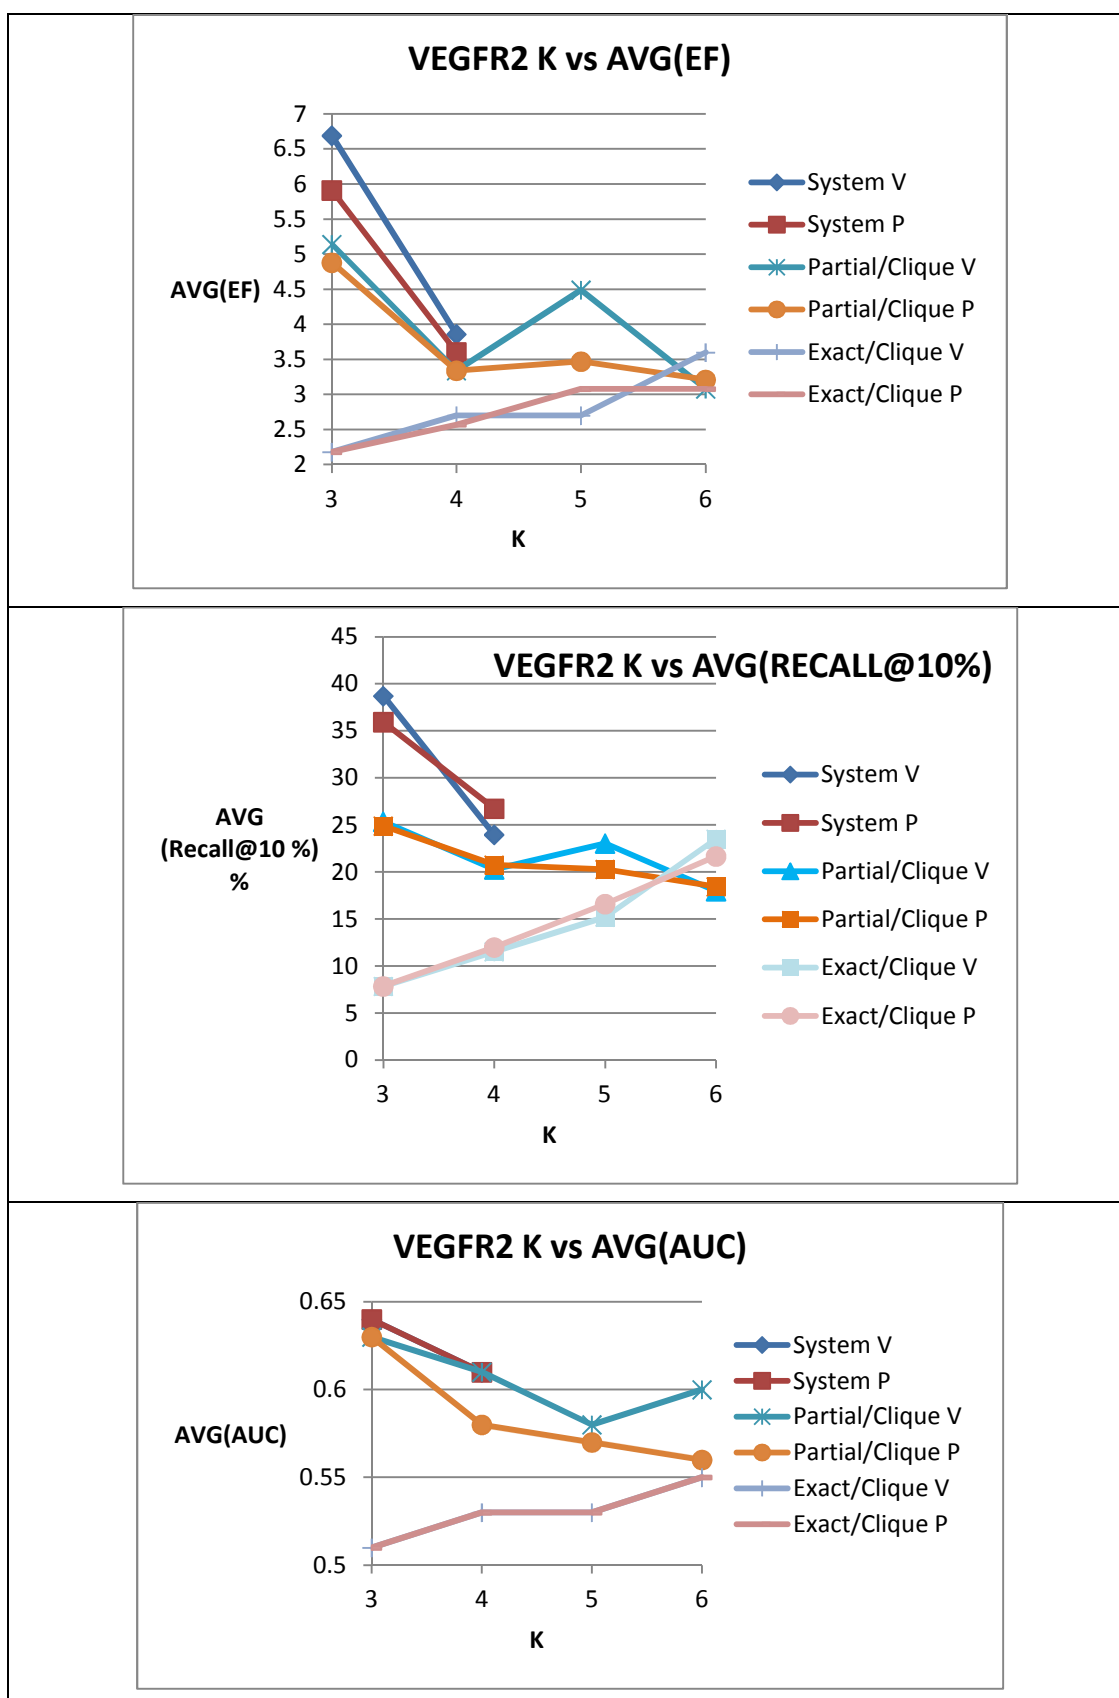 VEGFR2 K vs AVG(EF)
7
6.5
6
5.5
5
4.5
4
3.5
3
2.5
2
AVG(EF)
3 4 5 6
K
System V
System P
Partial/Clique V
Partial/Clique P
Exact/Clique V
Exact/Clique P
VEGFR2 K vs AVG(RECALL@10%)
45
40
35
30
25
20
15
10
5
0
AVG
(Recall@10 %)
%
3 4 5 6
K
System V
System P
Partial/Clique V
Partial/Clique P
Exact/Clique V
Exact/Clique P
VEGFR2 K vs AVG(AUC)
0.65
0.6
0.55
0.5
AVG(AUC)
3 4 5 6
K
System V
System P
Partial/Clique V
Partial/Clique P
Exact/Clique V
Exact/Clique P